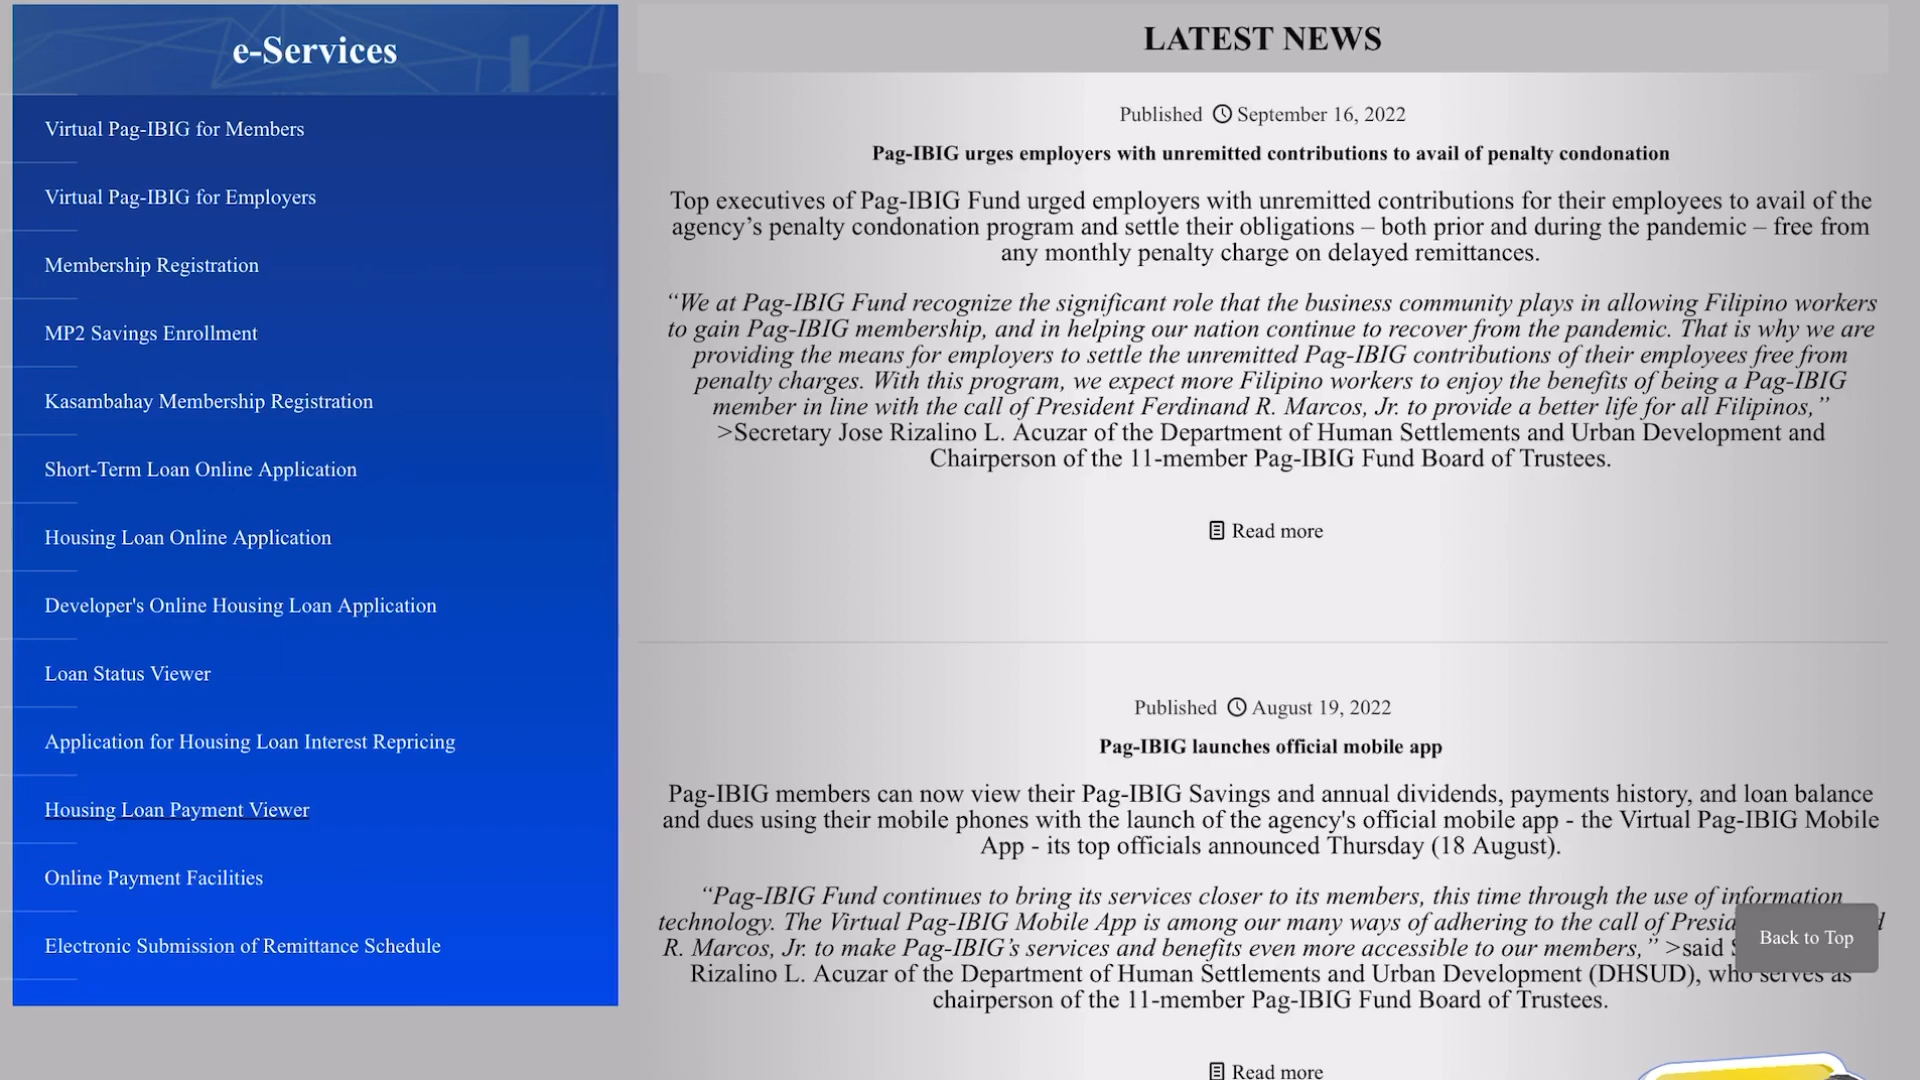 e-Services
Virtual Pag-IBIG for Members
Virtual Pag-IBIG for Employers
Membership Registration
MP2 Savings Enrollment
Kasambahay Membership Registration
Short-Term Loan Online Application
Housing Loan Online Application
Developer's Online Housing Loan Application
Loan Status Viewer
Application for Housing Loan Interest Repricing
Housing Loan Payment Viewer
Online Payment Facilities
Electronic Submission of Remittance Schedule
LATEST NEWS
Published September 16, 2022
Pag-IBIG urges employers with unremitted contributions to avail of penalty condonation
Top executives of Pag-IBIG Fund urged employers with unremitted contributions for their employees to avail of the
agency’s penalty condonation program and settle their obligations – both prior and during the pandemic – free from
any monthly penalty charge on delayed remittances.
“We at Pag-IBIG Fund recognize the significant role that the business community plays in allowing Filipino workers
to gain Pag-IBIG membership, and in helping our nation continue to recover from the pandemic. That is why we are
providing the means for employers to settle the unremitted Pag-IBIG contributions of their employees free from
penalty charges. With this program, we expect more Filipino workers to enjoy the benefits of being a Pag-IBIG
member in line with the call of President Ferdinand R. Marcos, Jr. to provide a better life for all Filipinos,”
>Secretary Jose Rizalino L. Acuzar of the Department of Human Settlements and Urban Development and
Chairperson of the 11-member Pag-IBIG Fund Board of Trustees.
Read more
Published August 19, 2022
Pag-IBIG launches official mobile app
Pag-IBIG members can now view their Pag-IBIG Savings and annual dividends, payments history, and loan balance
and dues using their mobile phones with the launch of the agency's official mobile app - the Virtual Pag-IBIG Mobile
App - its top officials announced Thursday (18 August).
“Pag-IBIG Fund continues to bring its services closer to its members, this time through the use of information
technology. The Virtual Pag-IBIG Mobile App is among our many ways of adhering to the call of
R. Marcos, Jr. to make Pag-IBIG’s services and benefits even more accessible to our members,” >said
Rizalino L. Acuzar of the Department of Human Settlements and Urban Development (DHSUD), who serves as
chairperson of the 11-member Pag-IBIG Fund Board of Trustees.
Back to Top
Read more